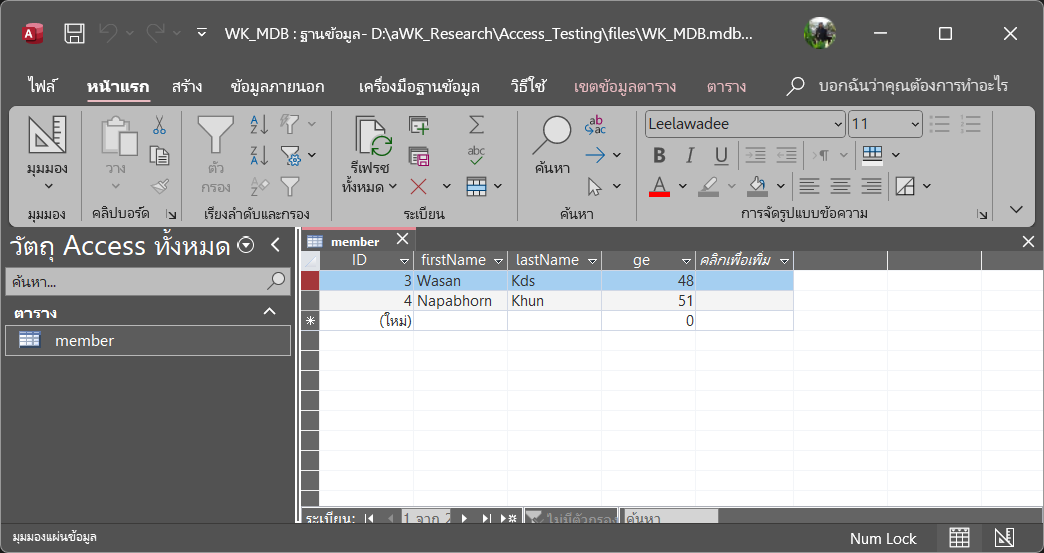 WK_MDB : ฐานข้อมูล- D:\aWK_Research\Access_Testing\files\WK_MDB.mdb...
ไฟล์ หน้าแรก สร้าง ข้อมูลภายนอก เครื่องมือฐานข้อมูล วิธีใช้ เขตข้อมูลตาราง ตาราง บอกฉันว่าคุณต้องการทำอะไร
มุมมอง
วาง
ตัวกรอง
รีเฟรชทั้งหมด
ค้นหา
Leelawadee 11
มุมมอง คลิปบอร์ด เรียงลำดับและกรอง ระเบียน ค้นหา การจัดรูปแบบข้อความ
วัตถุ Access ทั้งหมด
ค้นหา...
ตาราง
member
member
ID firstName lastName ge คลิกเพื่อเพิ่ม
3 Wasan Kds 48
4 Napabhorn Khun 51
(ใหม่) 0
ระเบียน: 1 จาก 2 ไม่มีตัวกรอง ค้นหา
มุมมองแผ่นข้อมูล Num Lock